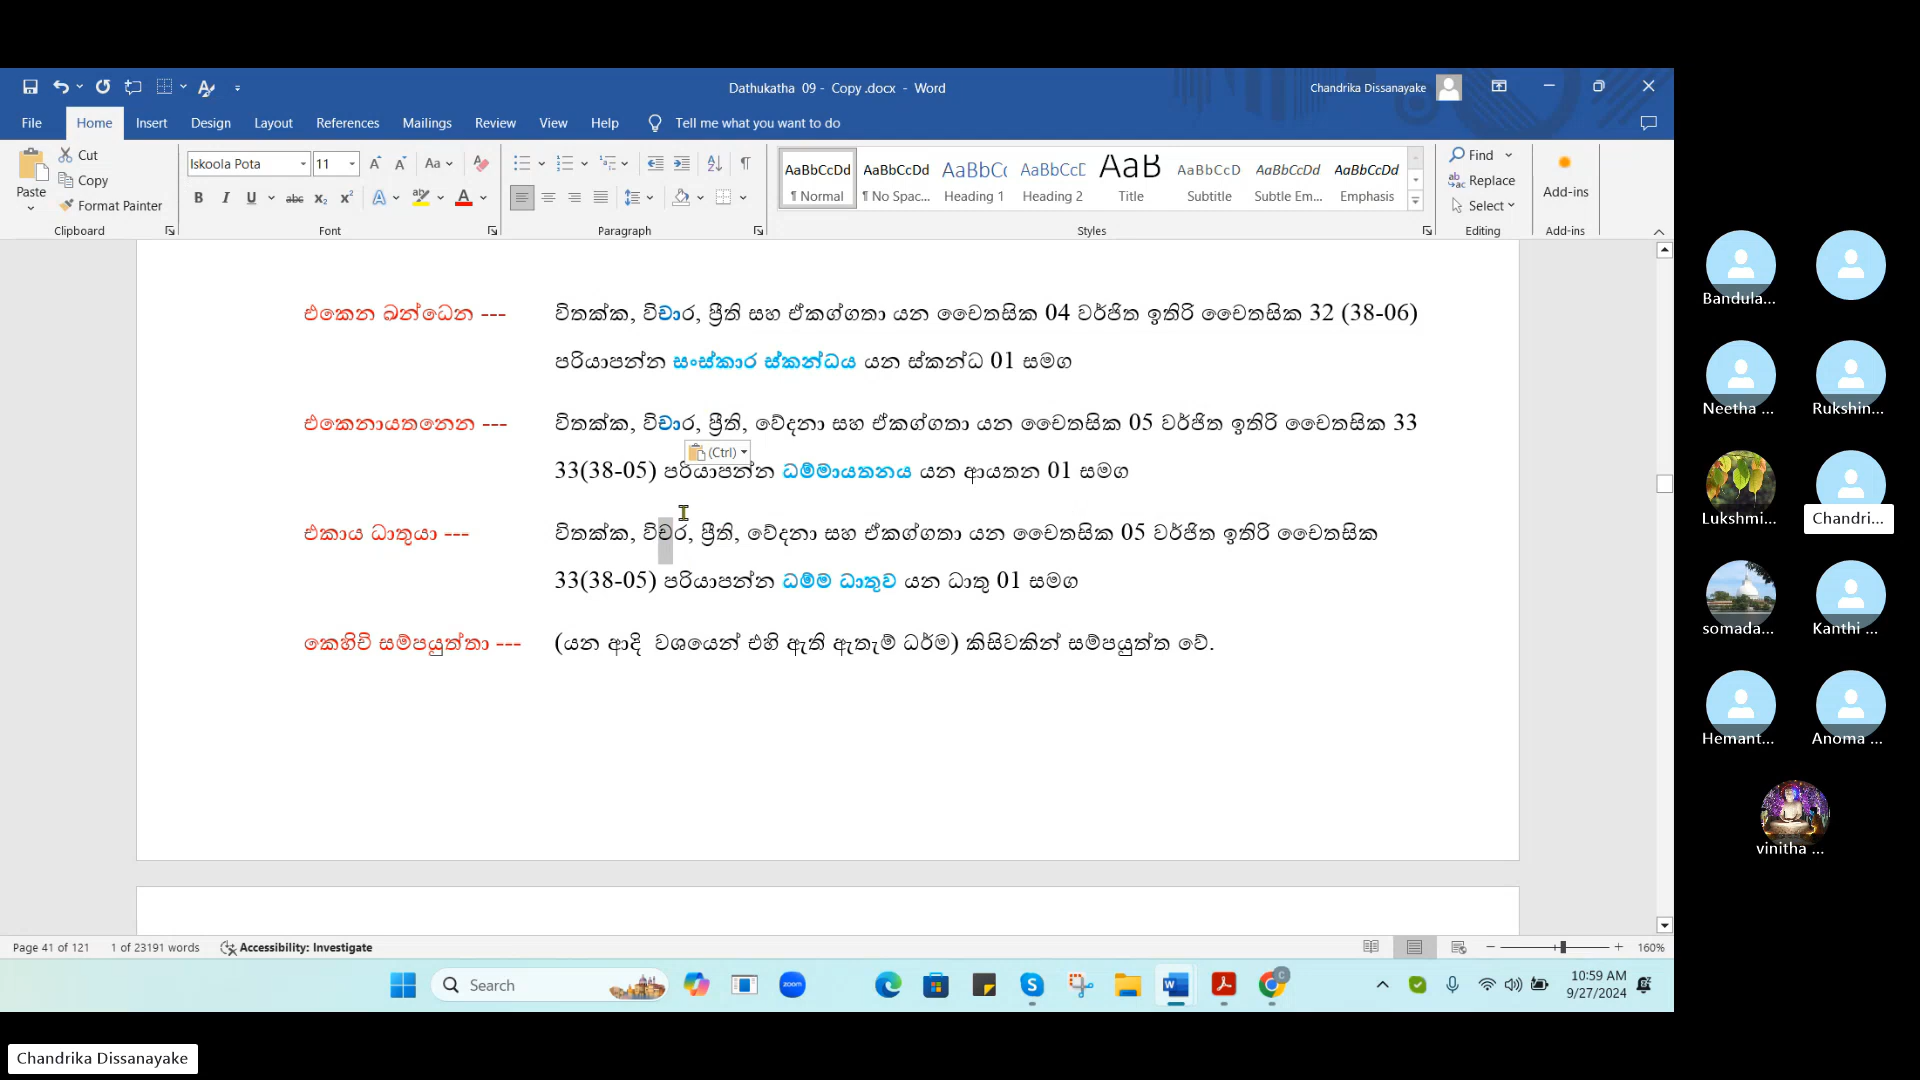 Dathukatha 09 - Copy .docx - Word
Chandrika Dissanayake
File Home Insert Design Layout References Mailings Review View Help Tell me what you want to do
Paste
Cut
Copy
Format Painter
Clipboard
Iskoola Pota 11
Font
Paragraph
AaBbCcDd AaBbCcDd AaBbCc AaBbCcD AaB AaBbCcD AaBbCcDd AaBbCcDd
¶ Normal ¶ No Spac... Heading 1 Heading 2 Title Subtitle Subtle Em... Emphasis
Styles
Find
Replace
Select
Editing
Add-ins
Add-ins
එකෙන ඛන්ධෙන --- විතක්ක, විචාර, ප්‍රීති සහ ඒකග්ගතා යන චෛතසික 04 වර්ජිත ඉතිරි චෛතසික 32 (38-06)
පරියාපන්න සංස්කාර ස්කන්ධය යන ස්කන්ධ 01 සමග
එකෙනායතනෙන --- විතක්ක, විචාර, ප්‍රීති, වේදනා සහ ඒකග්ගතා යන චෛතසික 05 වර්ජිත ඉතිරි චෛතසික 33
(Ctrl)
33(38-05) පරියාපන්න ධම්මායතනය යන ආයතන 01 සමග
එකාය ධාතුයා --- විතක්ක, විචර, ප්‍රීති, වේදනා සහ ඒකග්ගතා යන චෛතසික 05 වර්ජිත ඉතිරි චෛතසික
33(38-05) පරියාපන්න ධම්ම ධාතුව යන ධාතු 01 සමග
කෙහිචි සම්පයුත්තා --- (යන ආදි වශයෙන් එහි ඇති ඇතැම් ධර්ම) කිසිවකින් සම්පයුත්ත වේ.
Page 41 of 121 1 of 23191 words Accessibility: Investigate 160%
Search
zoom
10:59 AM
9/27/2024
Bandula...
Neetha ... Rukshin...
Lukshmi... Chandri...
somada... Kanthi ...
Hemant... Anoma ...
vinitha ...
Chandrika Dissanayake